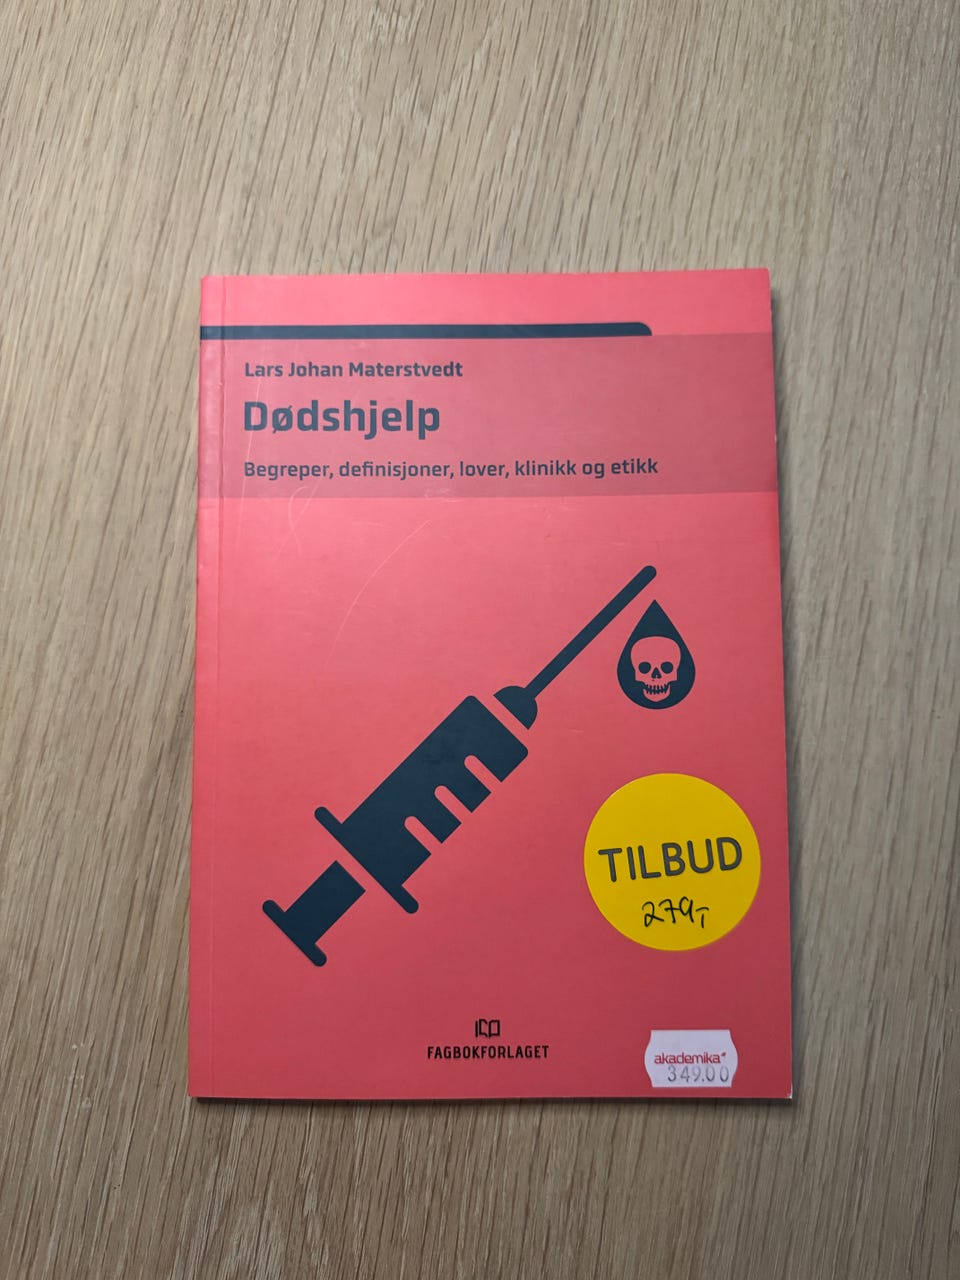 Lars Johan Materstvedt
Dødshjelp
Begreper, definisjoner, lover, klinikk og etikk
TILBUD
279,-
FAGBOKFORLAGET
akademika
349.00